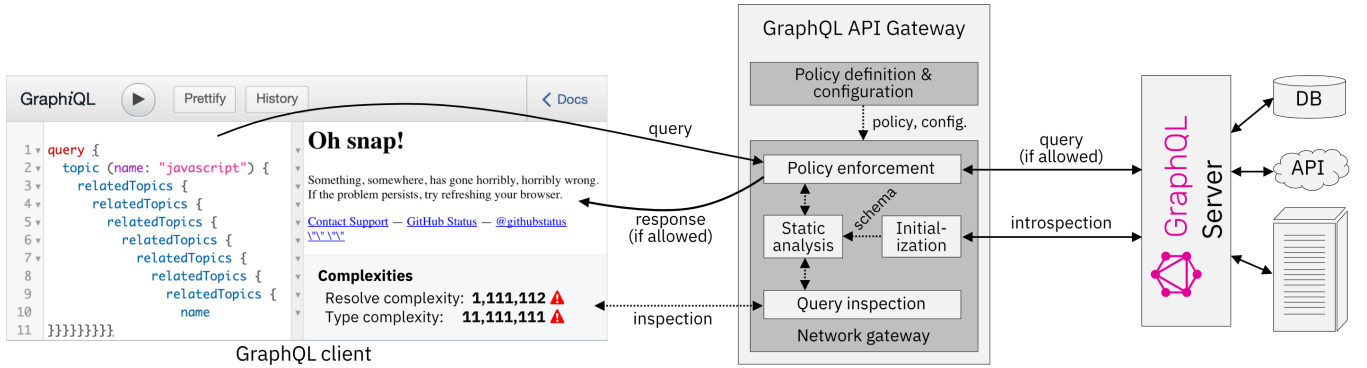 GraphiQL
Prettify
History
Docs
1 query {
2 topic (name: "javascript") {
3 relatedTopics {
4 relatedTopics {
5 relatedTopics {
6 relatedTopics {
7 relatedTopics {
8 relatedTopics {
9 relatedTopics {
10 name
11 }}}}}}}}}
Oh snap!
Something, somewhere, has gone horribly, horribly wrong.
If the problem persists, try refreshing your browser.
Contact Support — GitHub Status — @githubstatus
\"\" \"\"
Complexities
Resolve complexity: 1,111,112
Type complexity: 11,111,111
GraphQL client
query
response
(if allowed)
inspection
GraphQL API Gateway
Policy definition &
configuration
policy, config.
Policy enforcement
schema
Static
analysis
Initial-
ization
Query inspection
Network gateway
query
(if allowed)
introspection
GraphQL
Server
DB
API